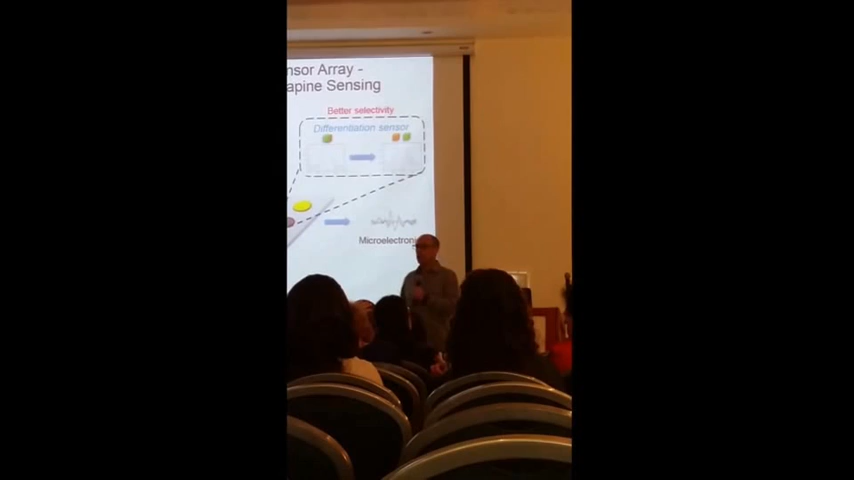 nsor Array -
apine Sensing
Better selectivity
Differentiation sensor
Microelectroni